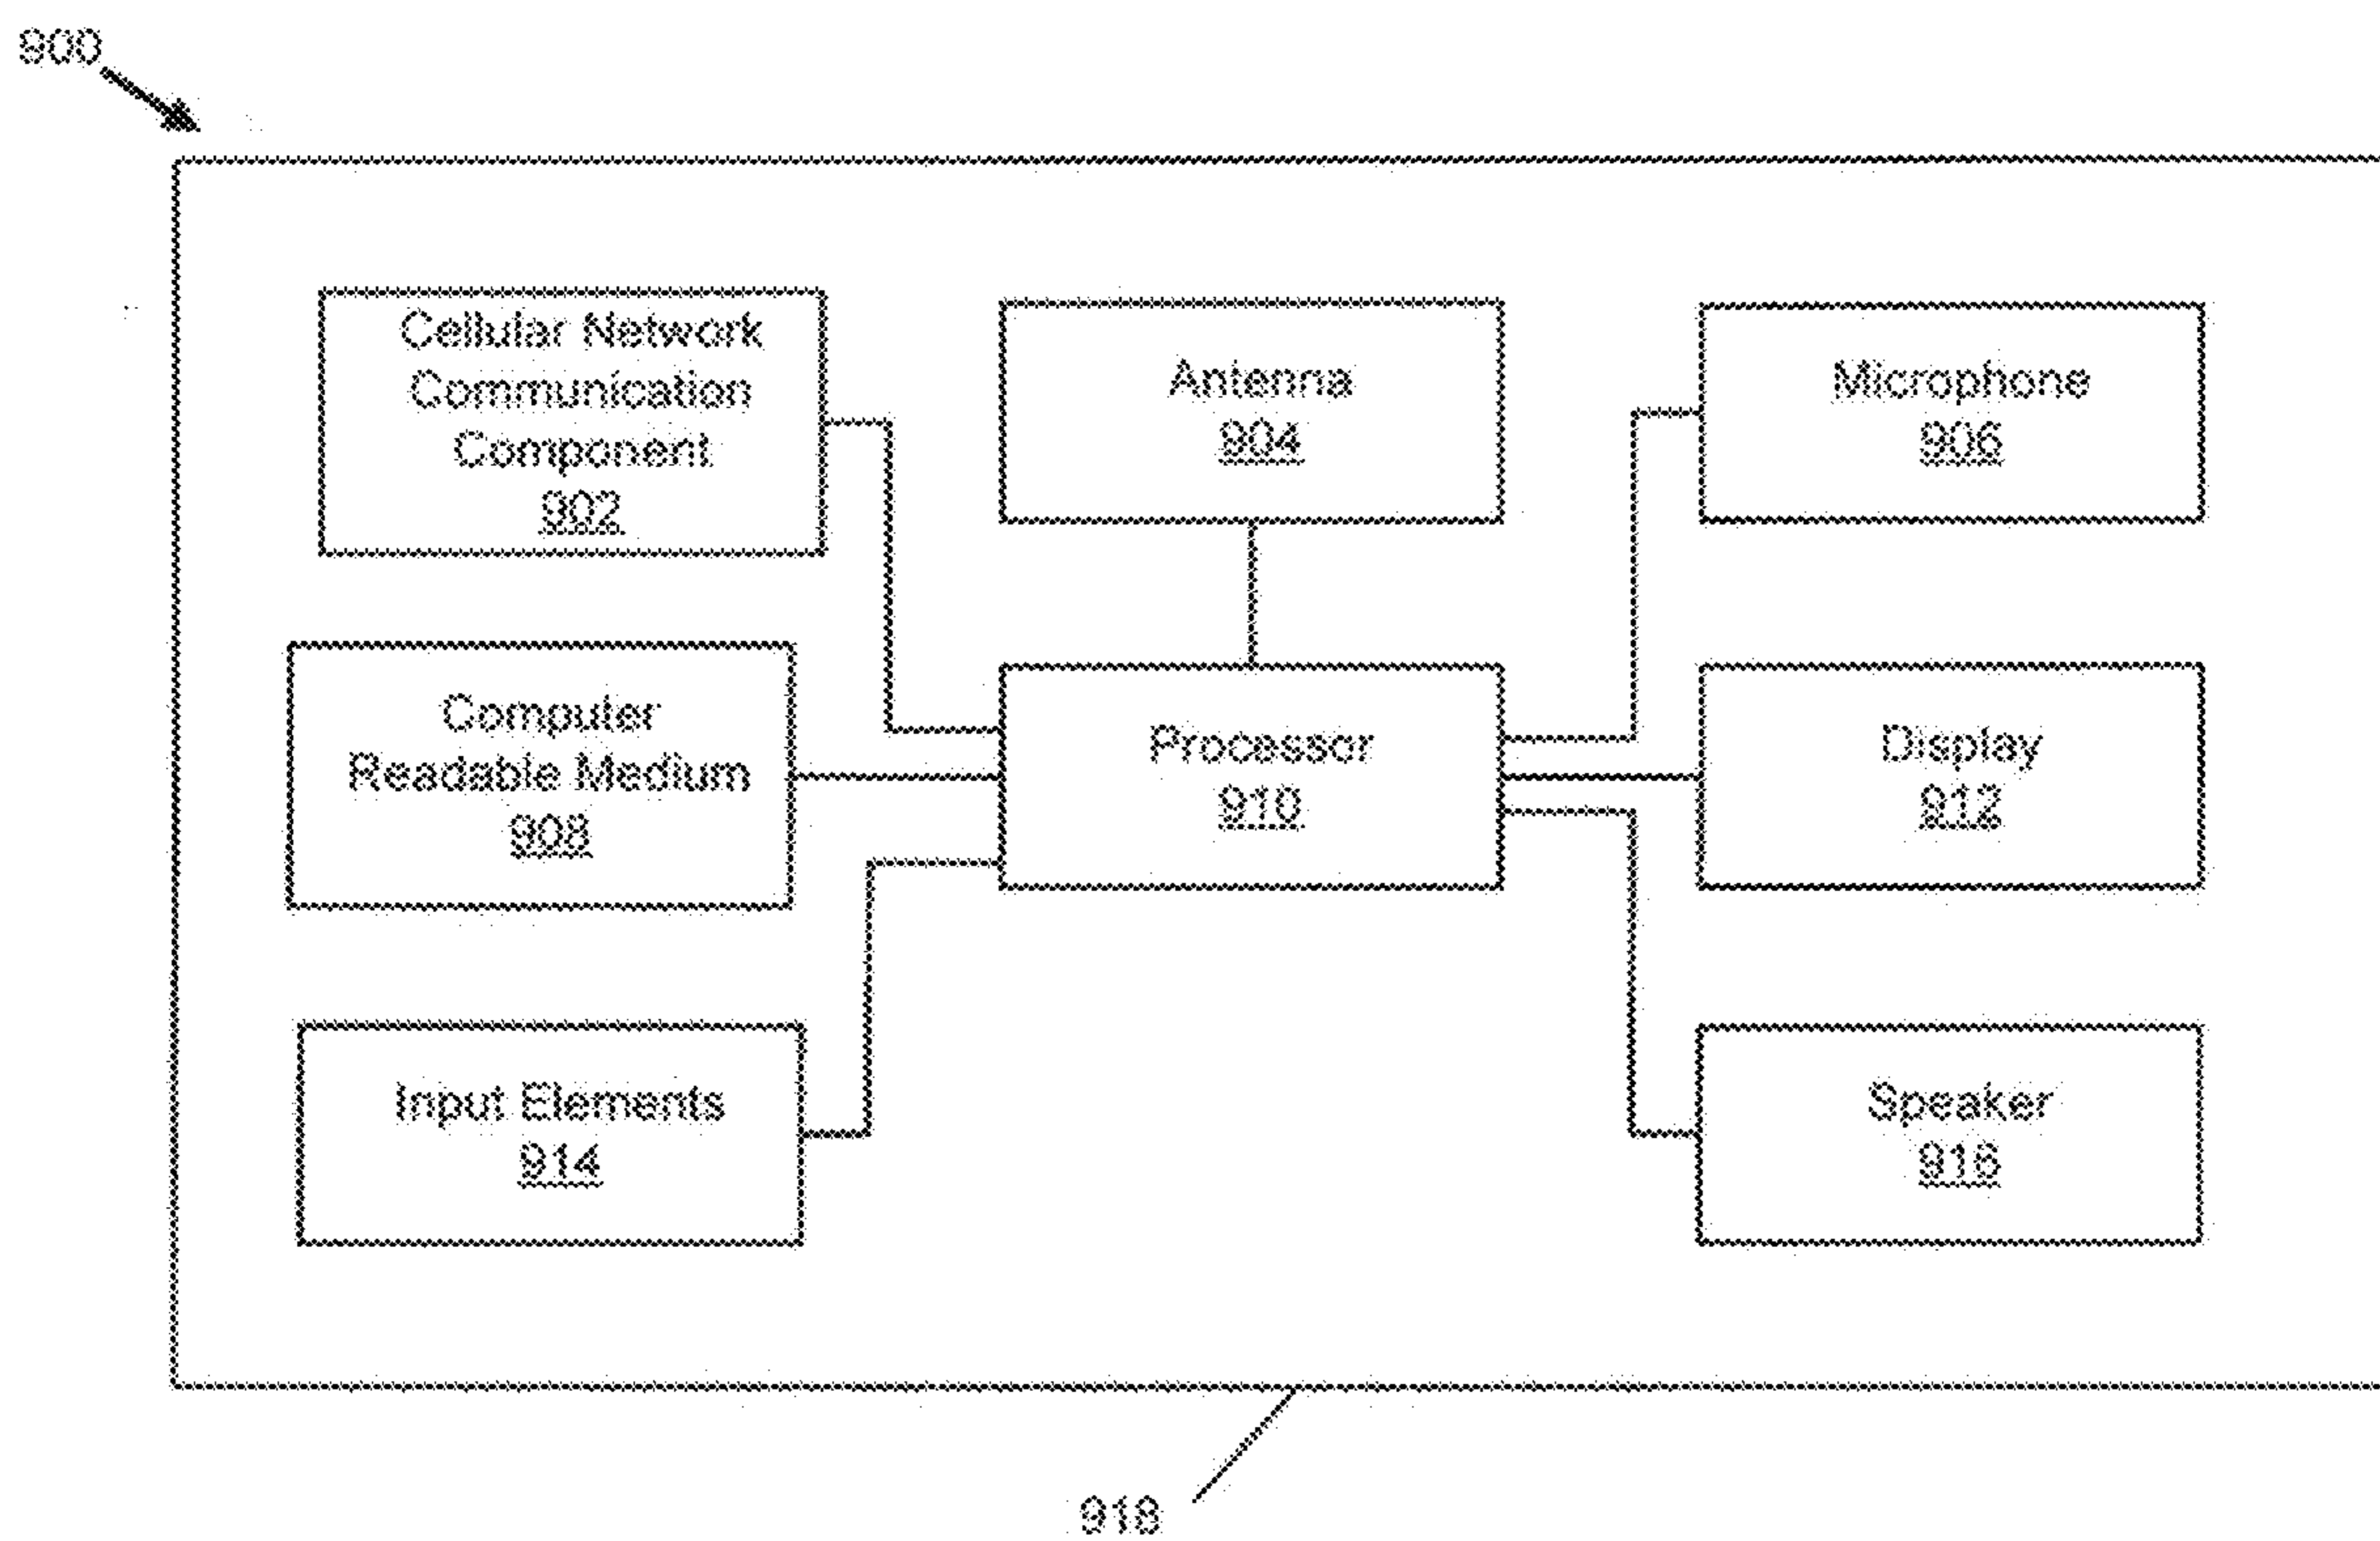 900
Cellular Network
Communication
Component
902
Antenna
904
Microphone
906
Computer
Readable Medium
908
Processor
910
Display
912
Input Elements
914
Speaker
916
918